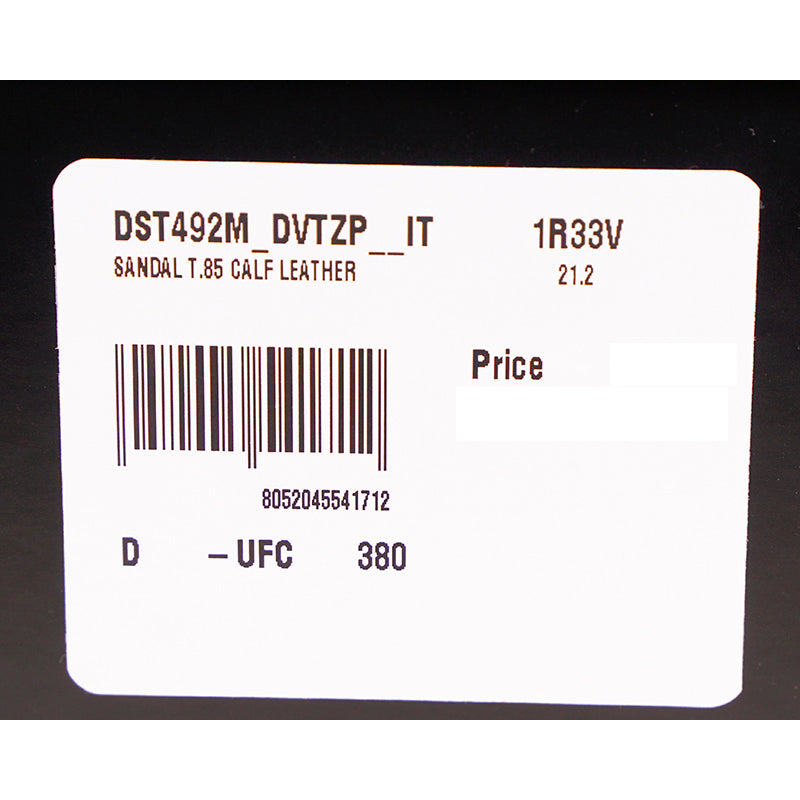 DST492M_DVTZP__IT 1R33V
SANDAL T.85 CALF LEATHER 21.2
Price
8052045541712
D – UFC 380